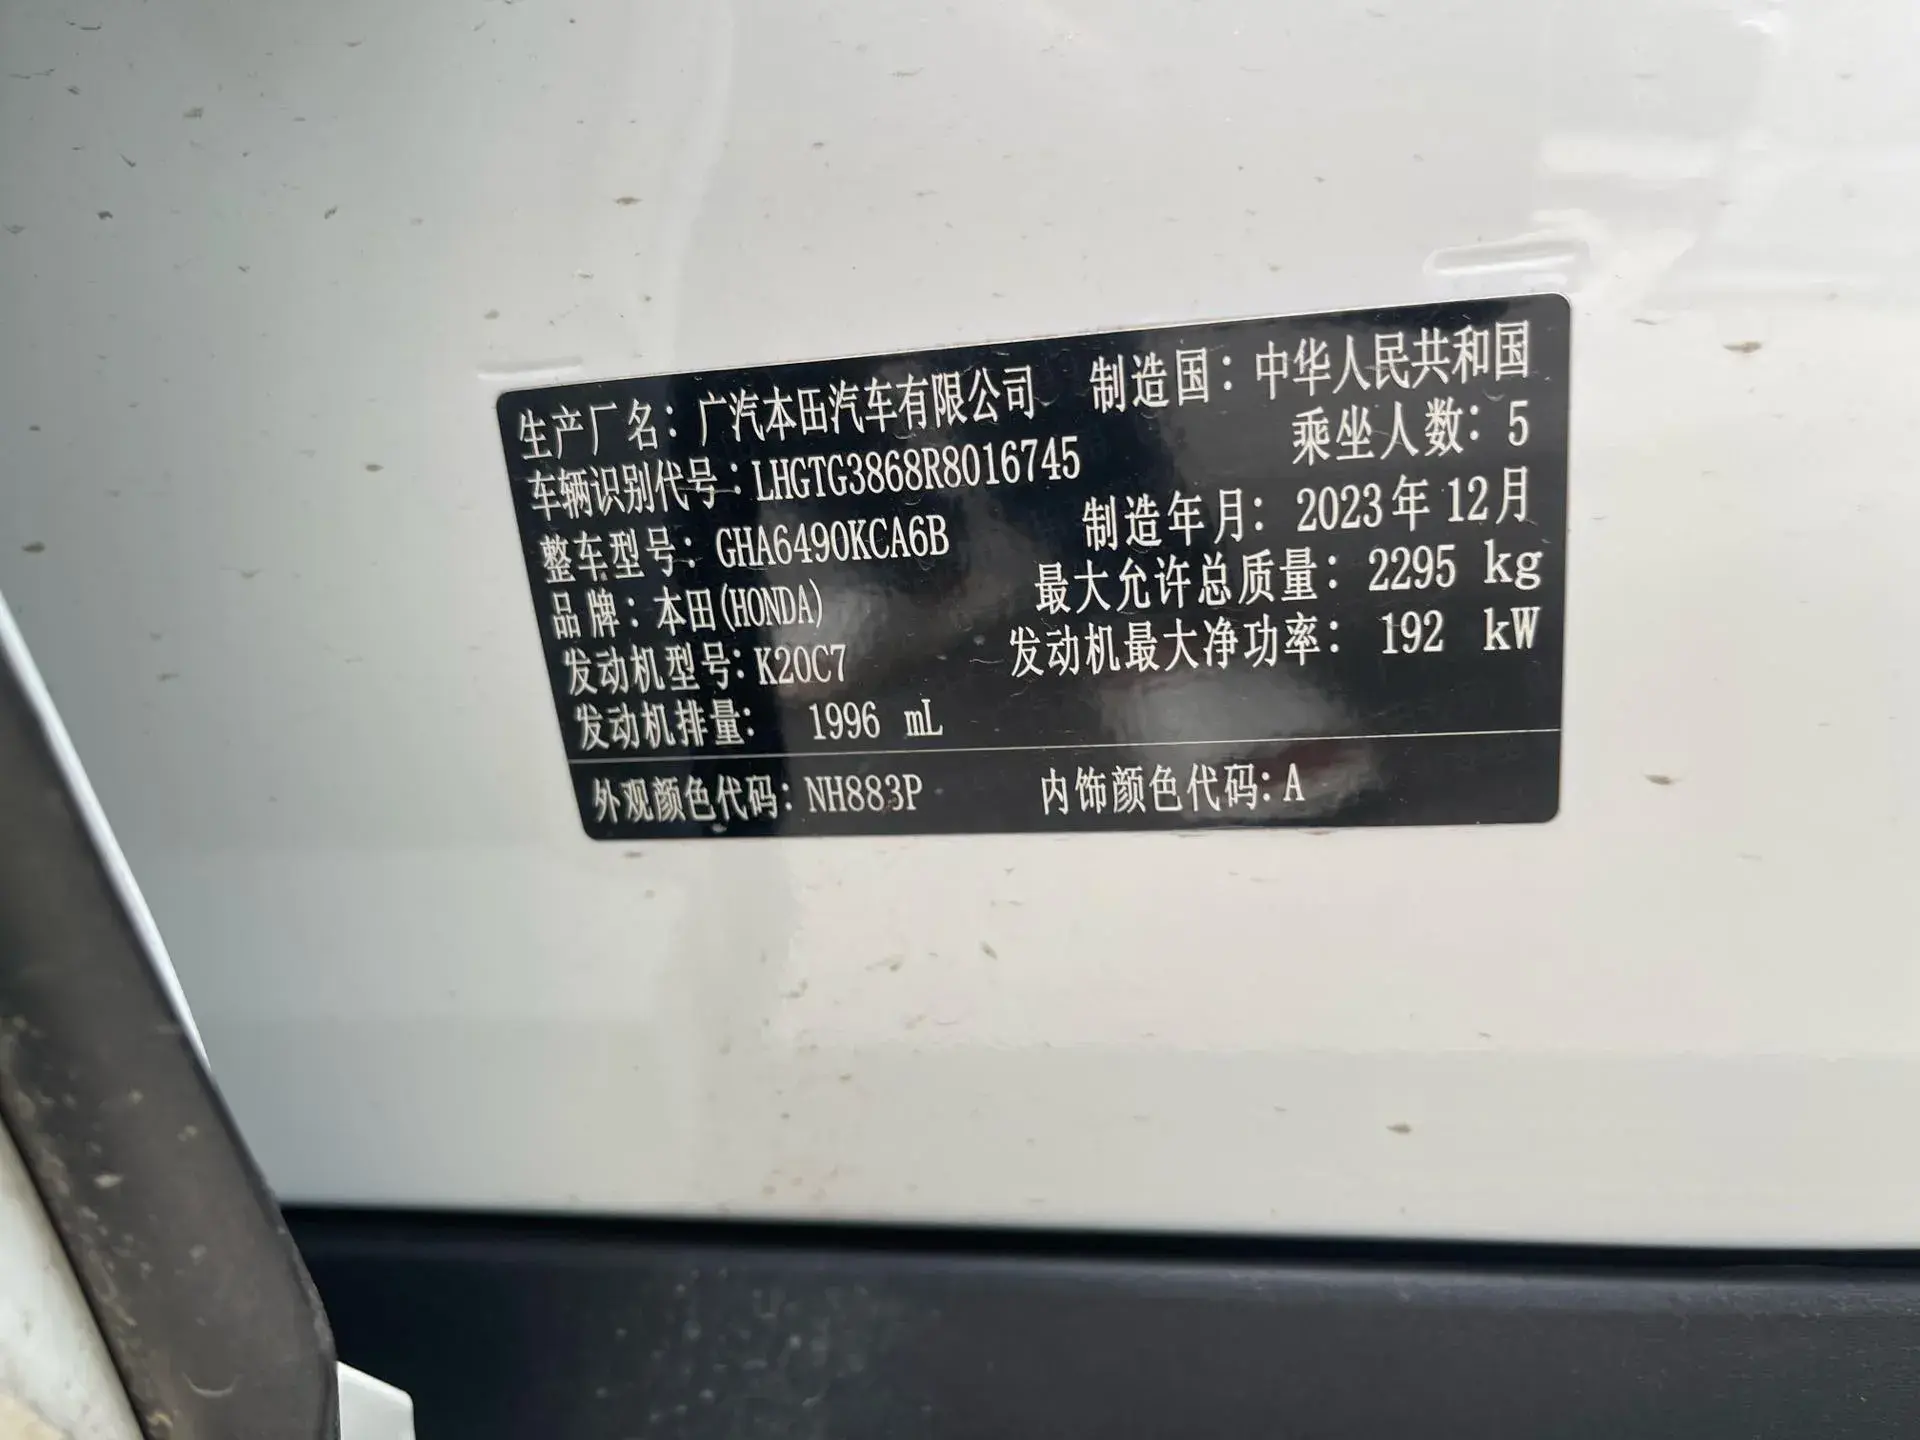 生产厂名：广汽本田汽车有限公司 制造国：中华人民共和国
车辆识别代号：LHGTG3868R8016745 乘坐人数：5
整车型号：GHA6490KCA6B 制造年月：2023年12月
品牌：本田(HONDA) 最大允许总质量：2295 kg
发动机型号：K20C7 发动机最大净功率：192 kW
发动机排量： 1996 mL
外观颜色代码：NH883P 内饰颜色代码：A